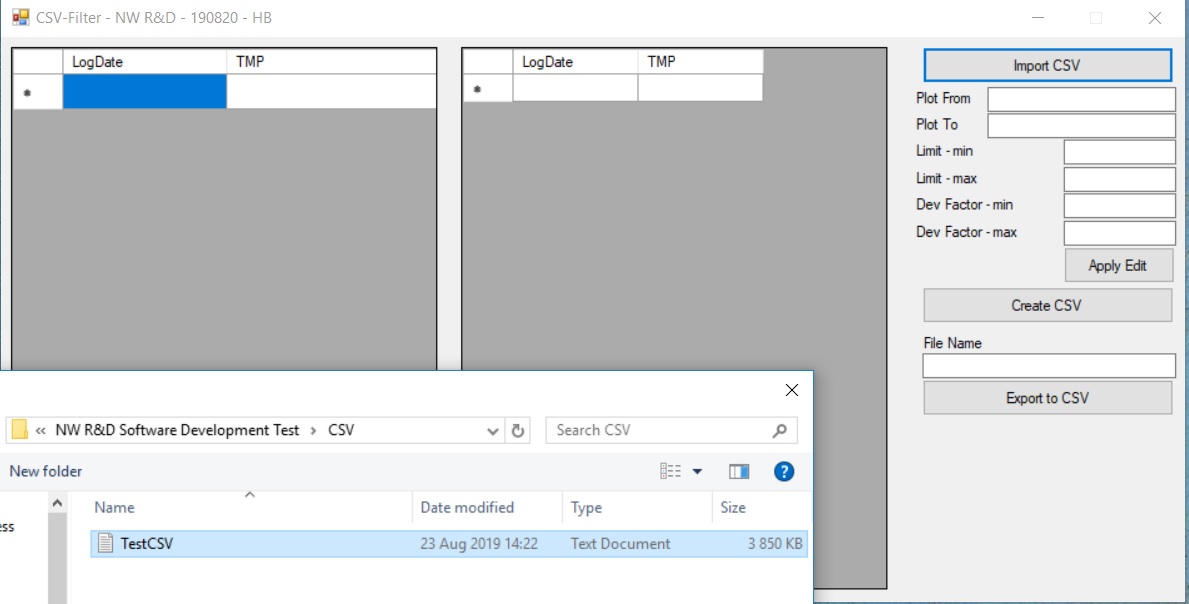 CSV-Filter - NW R&D - 190820 - HB
LogDate TMP
LogDate TMP
Import CSV
Plot From
Plot To
Limit - min
Limit - max
Dev Factor - min
Dev Factor - max
Apply Edit
Create CSV
File Name
Export to CSV
« NW R&D Software Development Test › CSV
Search CSV
New folder
ess
Name Date modified Type Size
TestCSV 23 Aug 2019 14:22 Text Document 3 850 KB